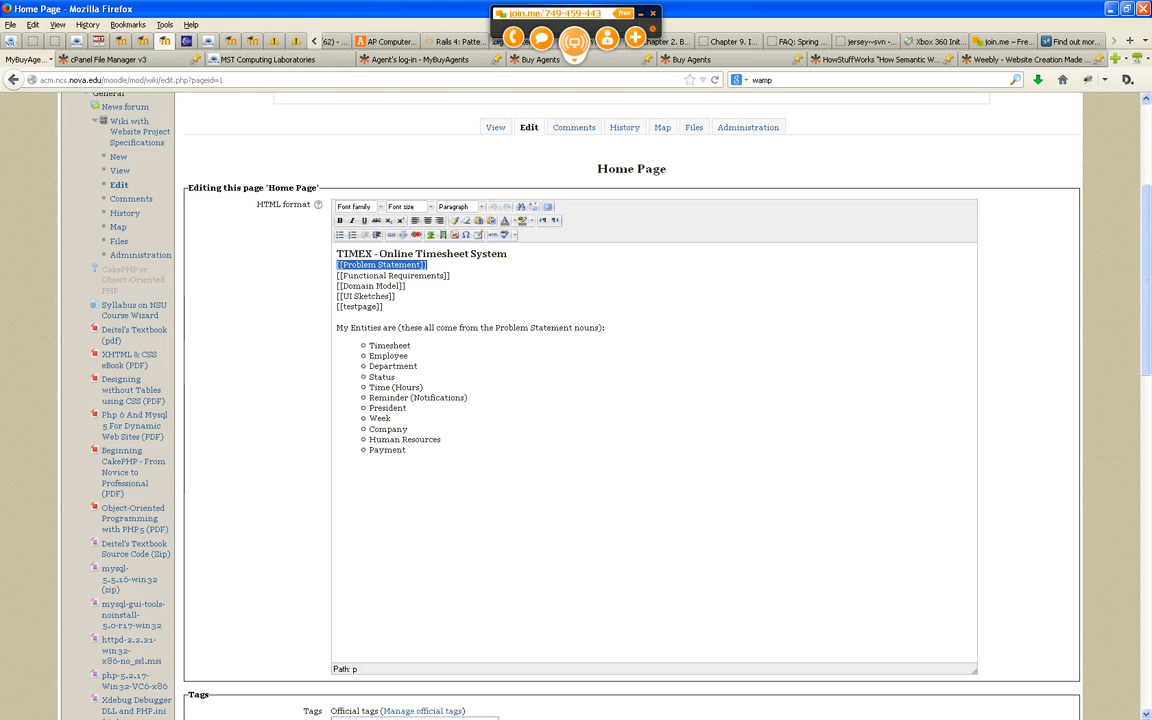 Home Page - Mozilla Firefox
join.me/749-459-443 free
File Edit View History Bookmarks Tools Help
62) - ...
AP Computer...
Rails 4: Patte...
Chapter 2. B...
Chapter 9. I...
FAQ: Spring ...
jersey~svn - ...
Xbox 360 Init...
join.me – Fre...
Find out mor...
MyBuyAge...
cPanel File Manager v3
MST Computing Laboratories
Agent's log-in - MyBuyAgents
Buy Agents
Buy Agents
HowStuffWorks "How Semantic W...
Weebly - Website Creation Made ...
acm.ncs.nova.edu/moodle/mod/wiki/edit.php?pageid=1
wamp
General
News forum
Wiki with
Website Project
Specifications
New
View
Edit
Comments
History
Map
Files
Administration
CakePHP or
Object-Oriented
PHP
Syllabus on NSU
Course Wizard
Deitel's Textbook
(pdf)
XHTML & CSS
eBook (PDF)
Designing
without Tables
using CSS (PDF)
Php 6 And Mysql
5 For Dynamic
Web Sites (PDF)
Beginning
CakePHP - From
Novice to
Professional
(PDF)
Object-Oriented
Programming
with PHP5 (PDF)
Deitel's Textbook
Source Code (Zip)
mysql-
5.5.16-win32
(zip)
mysql-gui-tools-
noinstall-
5.0-r17-win32
httpd-2.2.21-
win32-
x86-no_ssl.msi
php-5.2.17-
Win32-VC6-x86
Xdebug Debugger
DLL and PHP.ini
View Edit Comments History Map Files Administration
Home Page
Editing this page 'Home Page'
HTML format
Font family Font size Paragraph
B I U ABC
TIMEX - Online Timesheet System
[[Problem Statement]]
[[Functional Requirements]]
[[Domain Model]]
[[UI Sketches]]
[[testpage]]
My Entities are (these all come from the Problem Statement nouns):
Timesheet
Employee
Department
Status
Time (Hours)
Reminder (Notifications)
President
Week
Company
Human Resources
Payment
Path: p
Tags
Tags Official tags (Manage official tags)